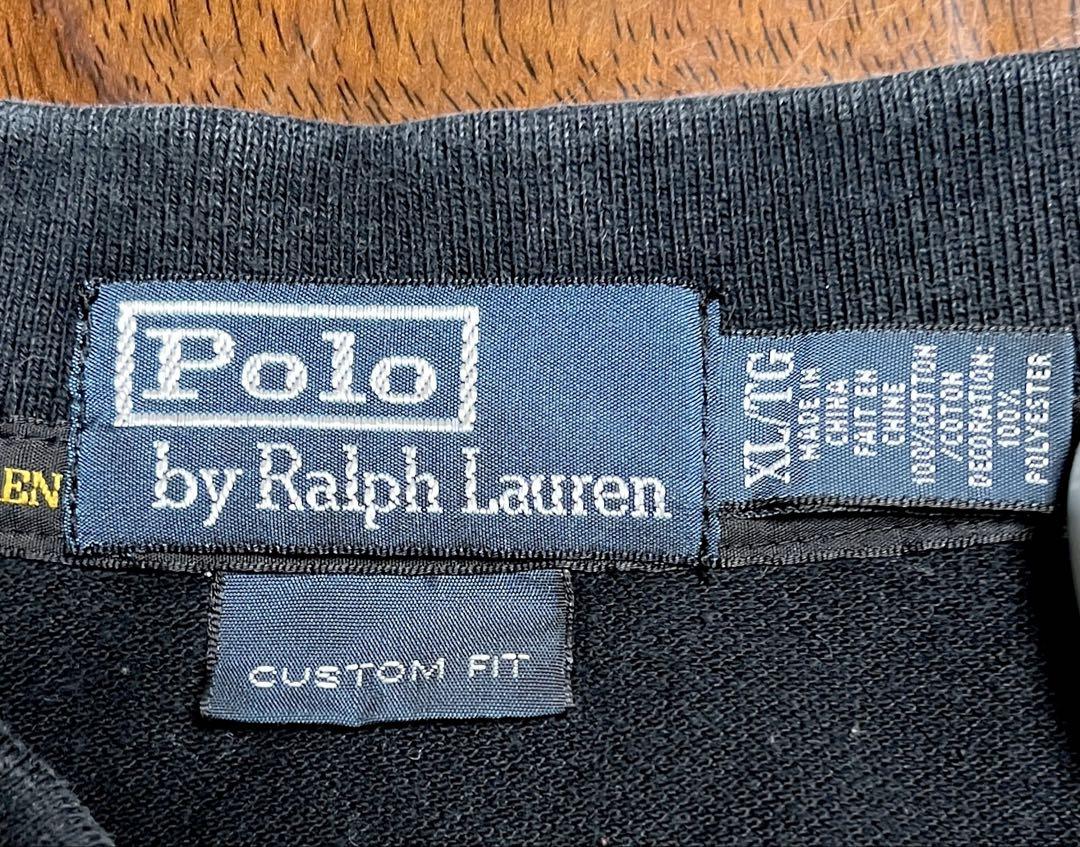 Polo
by Ralph Lauren
XL/TG
MADE IN
CHINA
FAIT EN
CHINE
100%COTTON
/COTON
DECORATION:
100%
POLYESTER
EN
CUSTOM FIT